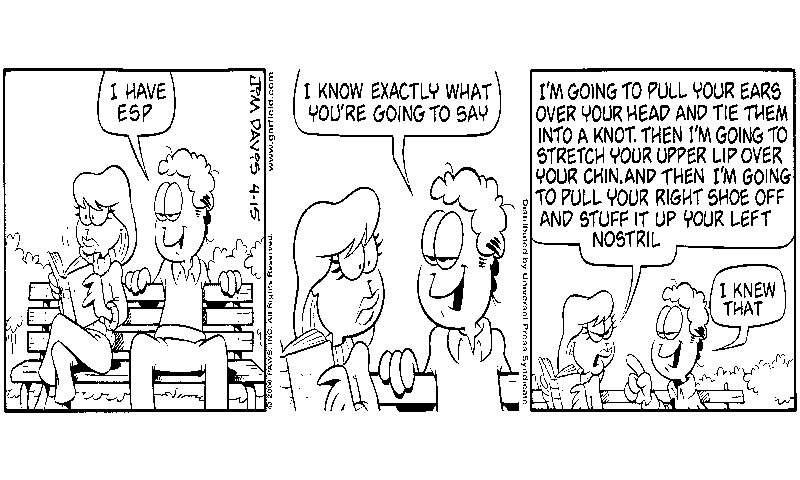 I HAVE
ESP
JIM DAVIS 4-15
www.garfield.com
© 2001 PAWS, INC. All Rights Reserved.
I KNOW EXACTLY WHAT
YOU'RE GOING TO SAY
Distributed by Universal Press Syndicate
I'M GOING TO PULL YOUR EARS
OVER YOUR HEAD AND TIE THEM
INTO A KNOT. THEN I'M GOING TO
STRETCH YOUR UPPER LIP OVER
YOUR CHIN. AND THEN I'M GOING
TO PULL YOUR RIGHT SHOE OFF
AND STUFF IT UP YOUR LEFT
NOSTRIL
I KNEW
THAT